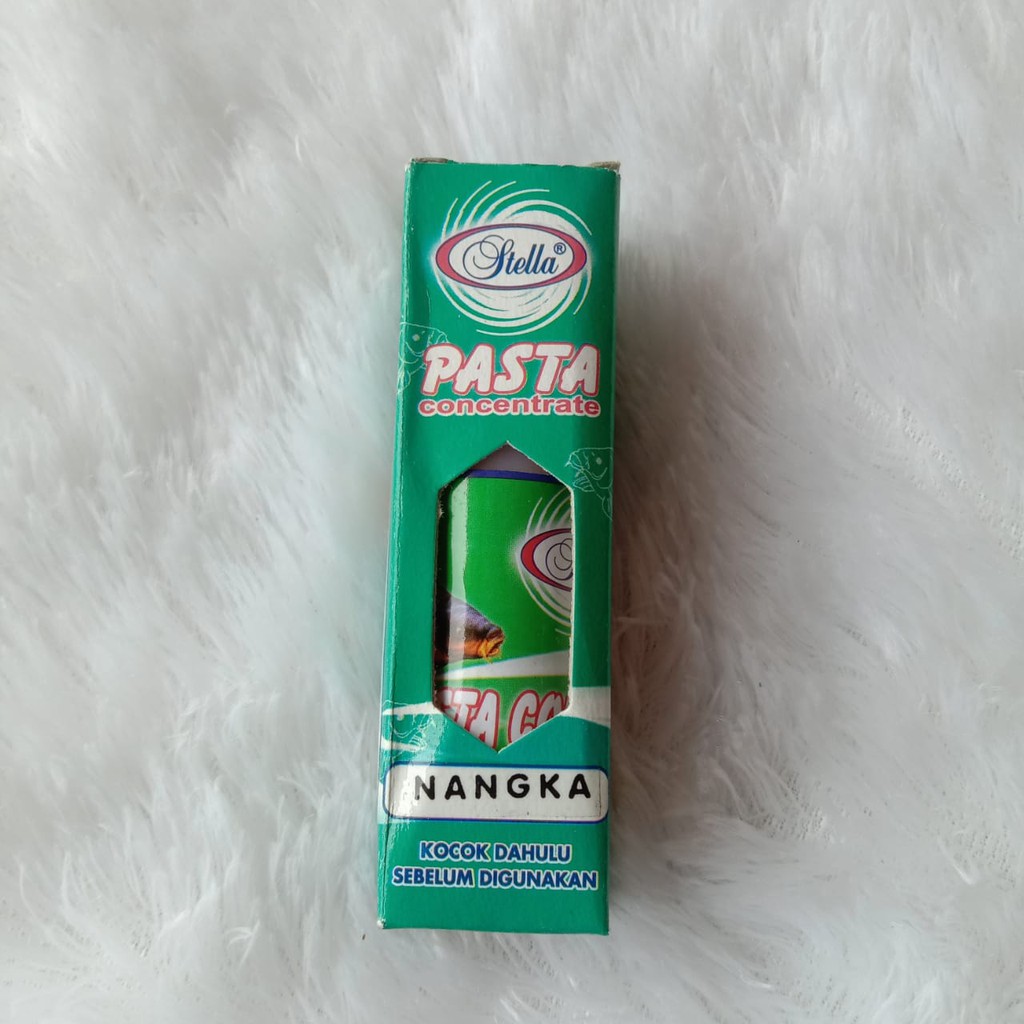 Stella®
PASTA
concentrate
NANGKA
KOCOK DAHULU
SEBELUM DIGUNAKAN